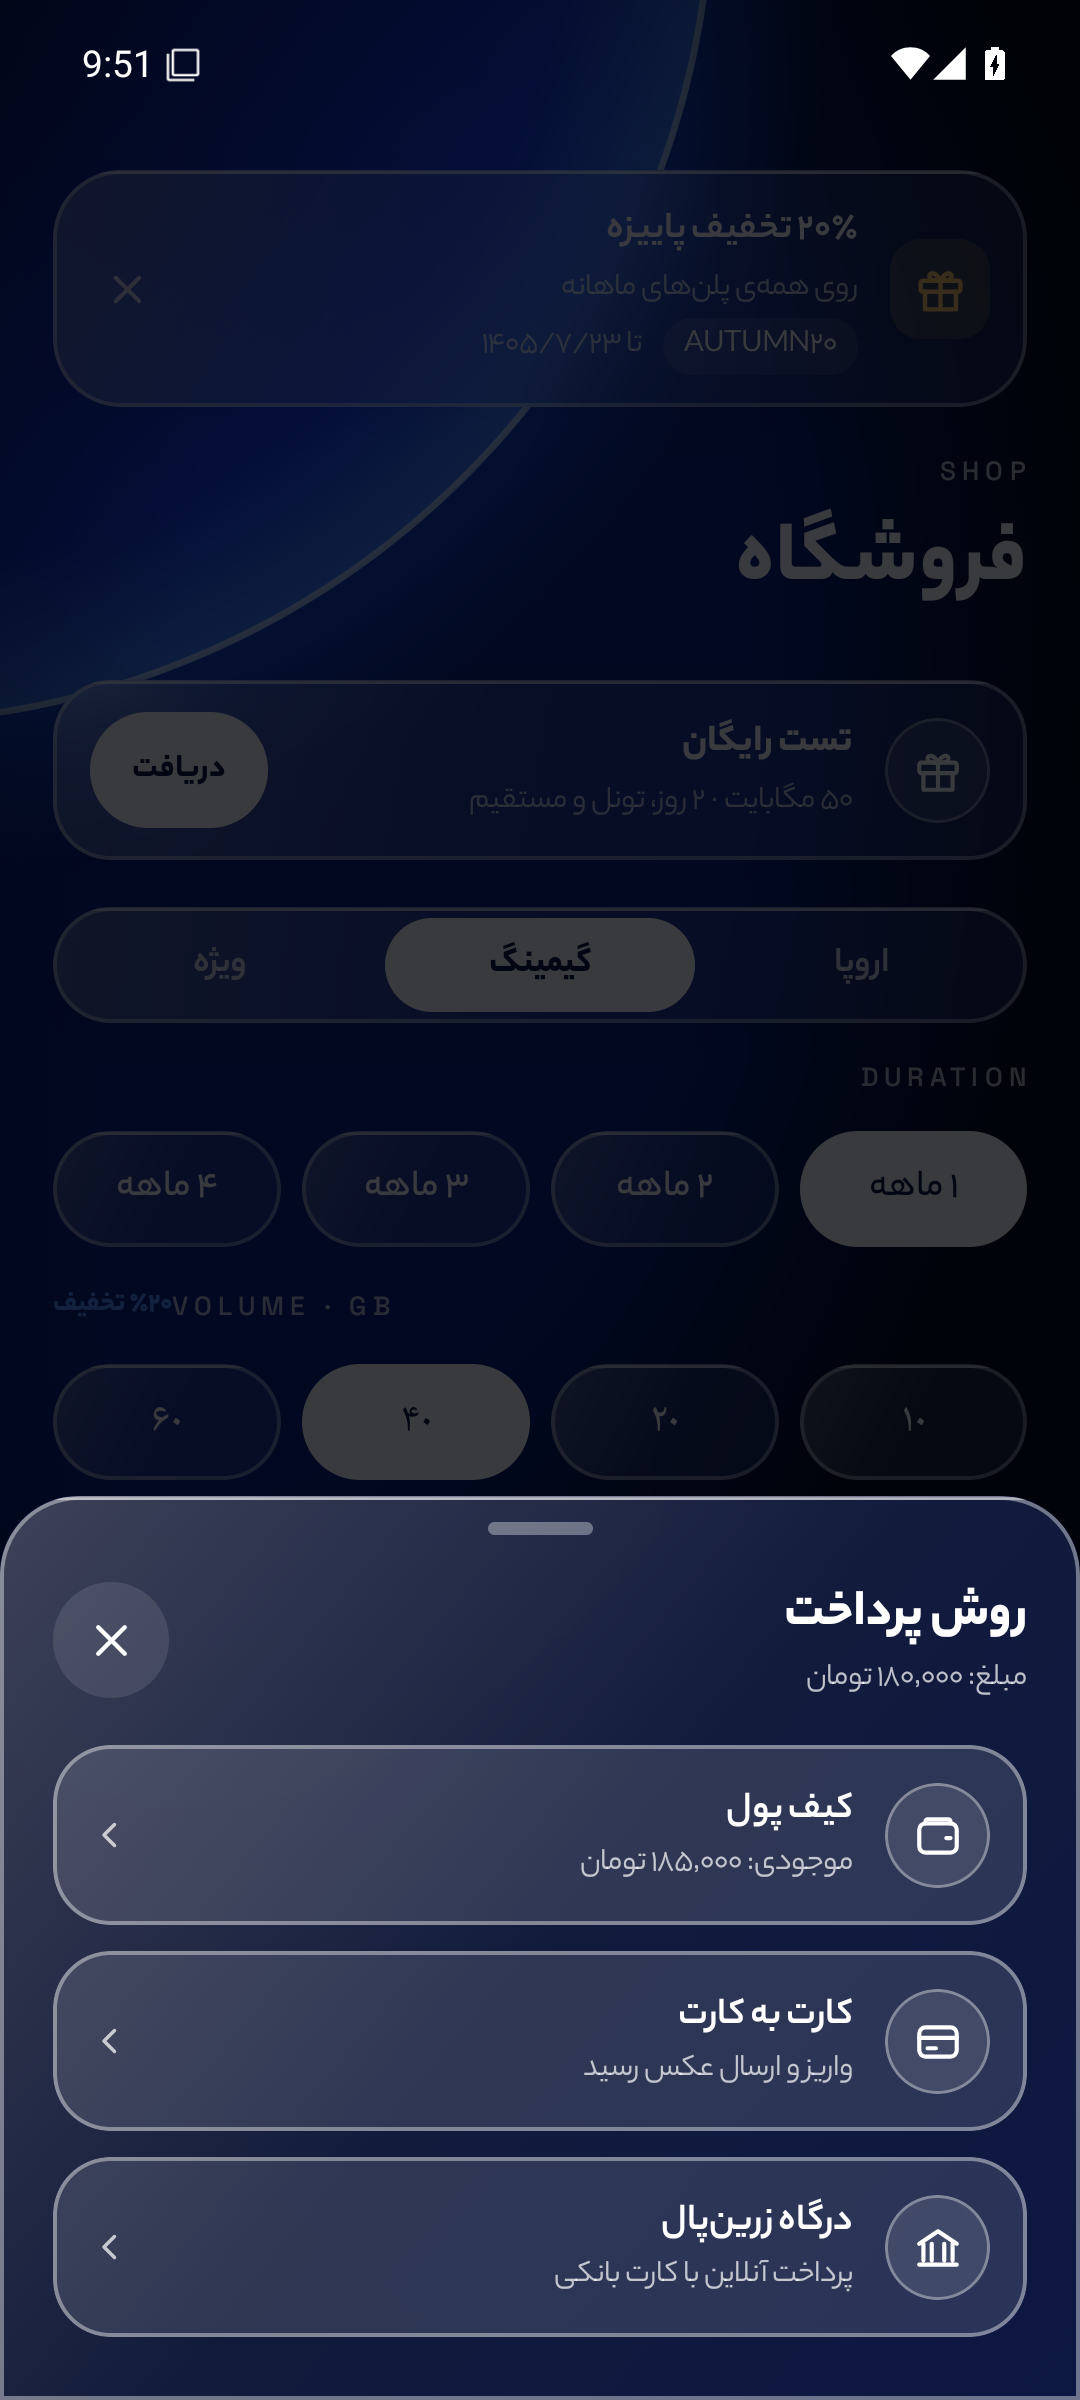 9:51
۲۰% تخفیف پاییزه
روی همه‌ی پلن‌های ماهانه
AUTUMN۲۰ تا ۱۴۰۵/۷/۲۳
SHOP
فروشگاه
تست رایگان
۵۰ مگابایت · ۲ روز، تونل و مستقیم
دریافت
اروپا
گیمینگ
ویژه
DURATION
۱ ماهه
۲ ماهه
۳ ماهه
۴ ماهه
VOLUME · GB
۲۰% تخفیف
۱۰
۲۰
۴۰
۶۰
روش پرداخت
مبلغ: ۱۸۰,۰۰۰ تومان
کیف پول
موجودی: ۱۸۵,۰۰۰ تومان
کارت به کارت
واریز و ارسال عکس رسید
درگاه زرین‌پال
پرداخت آنلاین با کارت بانکی